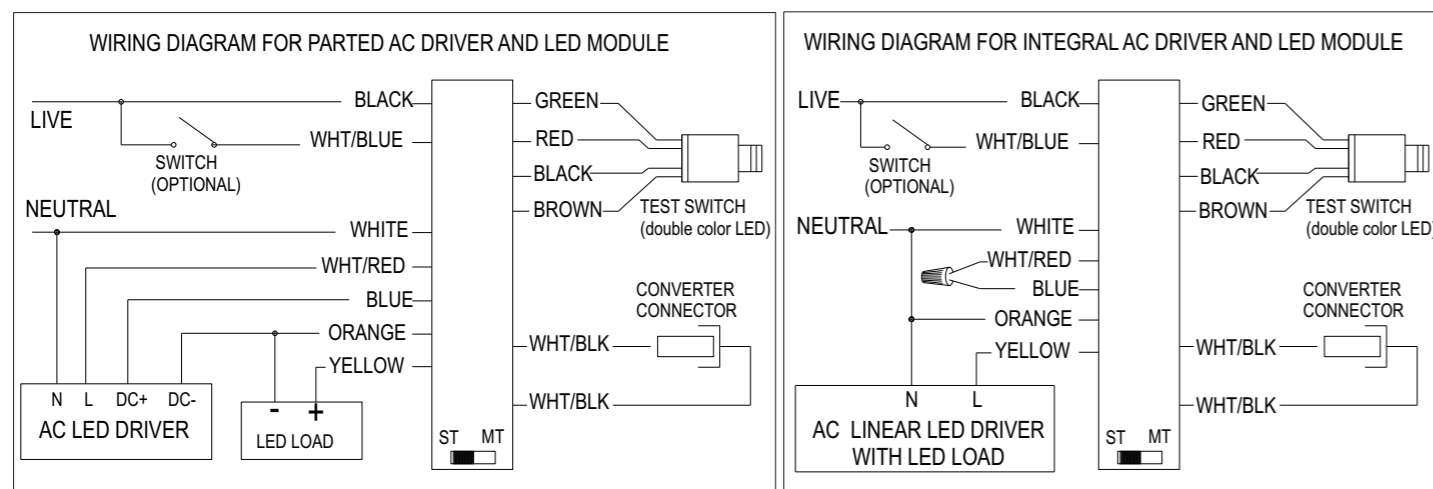 WIRING DIAGRAM FOR PARTED AC DRIVER AND LED MODULE
LIVE
BLACK
WHT/BLUE
SWITCH
(OPTIONAL)
NEUTRAL
WHITE
WHT/RED
BLUE
ORANGE
YELLOW
N L DC+ DC-
AC LED DRIVER
- +
LED LOAD
GREEN
RED
BLACK
BROWN
TEST SWITCH
(double color LED)
CONVERTER
CONNECTOR
WHT/BLK
WHT/BLK
ST MT
WIRING DIAGRAM FOR INTEGRAL AC DRIVER AND LED MODULE
LIVE
BLACK
WHT/BLUE
SWITCH
(OPTIONAL)
NEUTRAL
WHITE
WHT/RED
BLUE
ORANGE
YELLOW
N L
AC LINEAR LED DRIVER
WITH LED LOAD
GREEN
RED
BLACK
BROWN
TEST SWITCH
(double color LED)
CONVERTER
CONNECTOR
WHT/BLK
WHT/BLK
ST MT